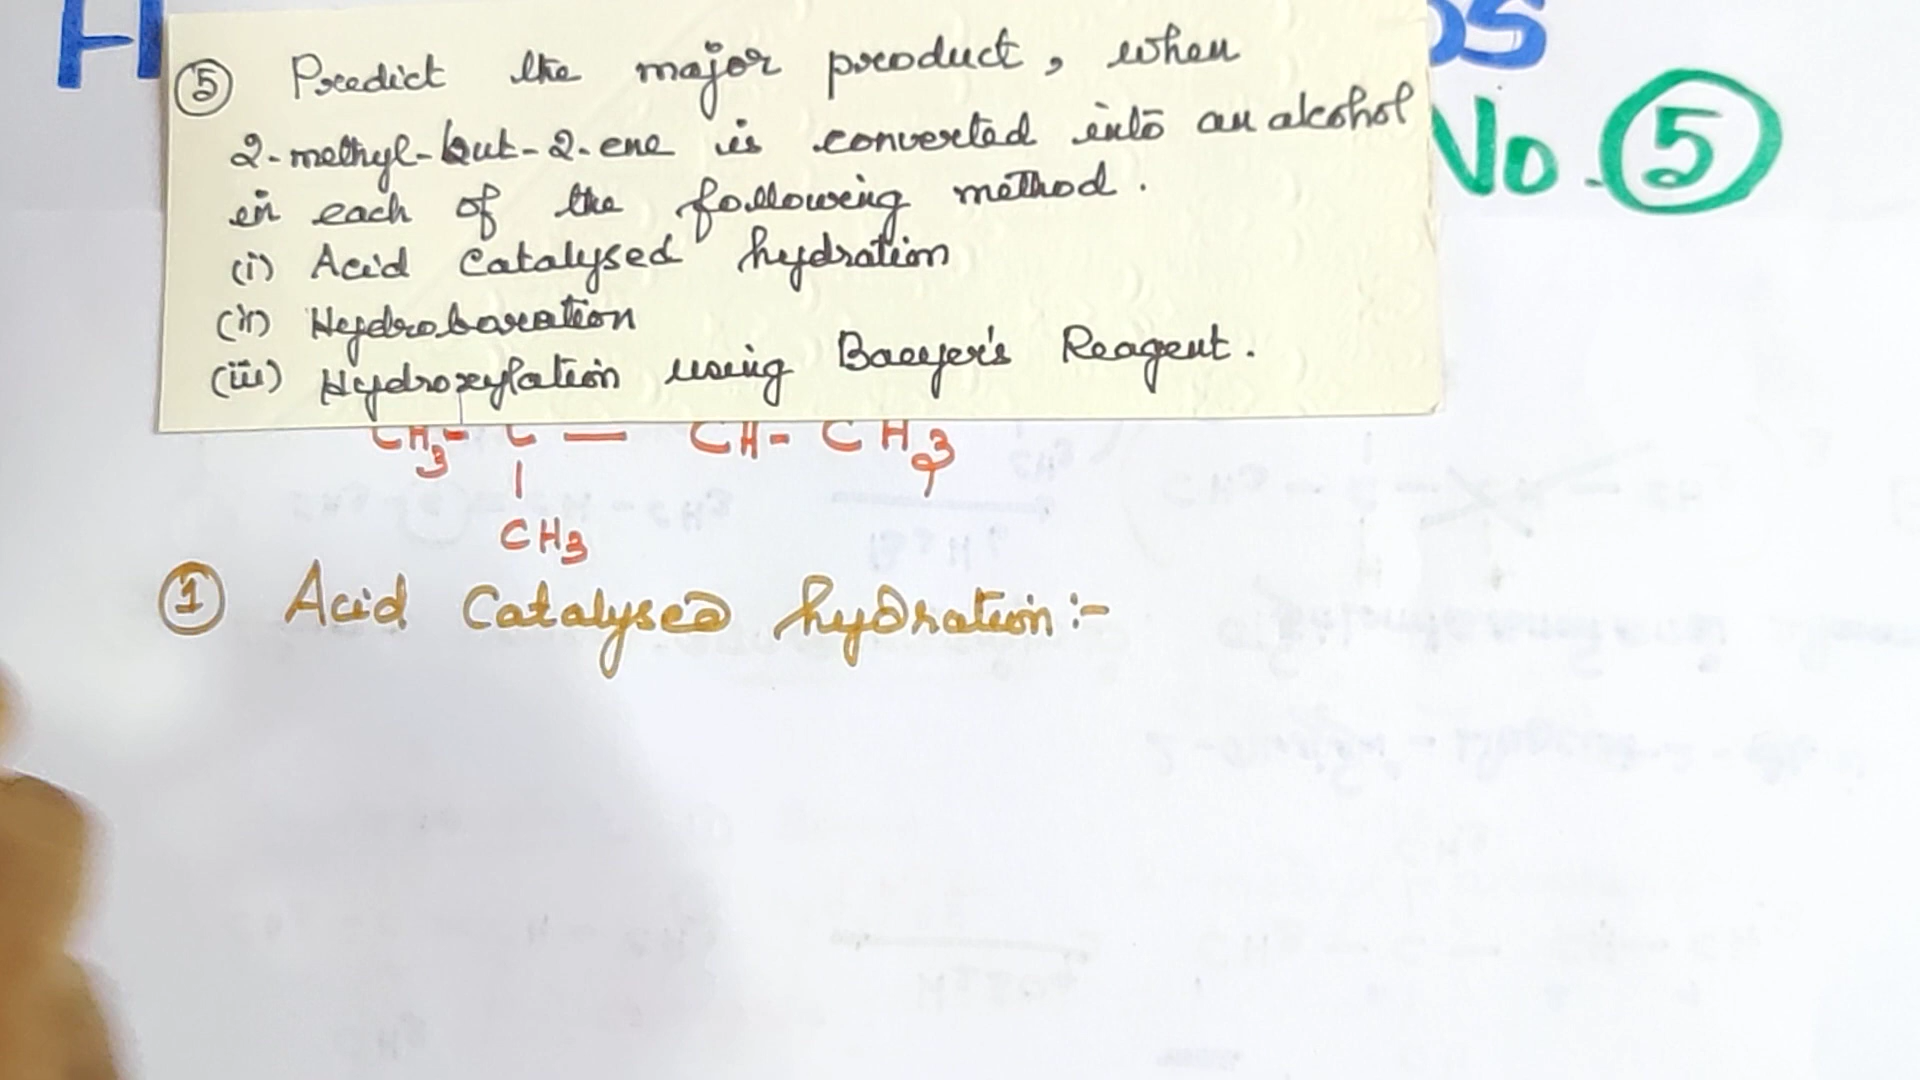 ⑤ Predict the major product, when
2-methyl-but-2-ene is converted into an alcohol
in each of the following method.
(i) Acid Catalysed hydration
(ii) Hydroboration
(iii) Hydroxylation using Baeyer's Reagent.
No.⑤
CH3- C — CH- CH3
CH3
① Acid Catalysed hydration:-